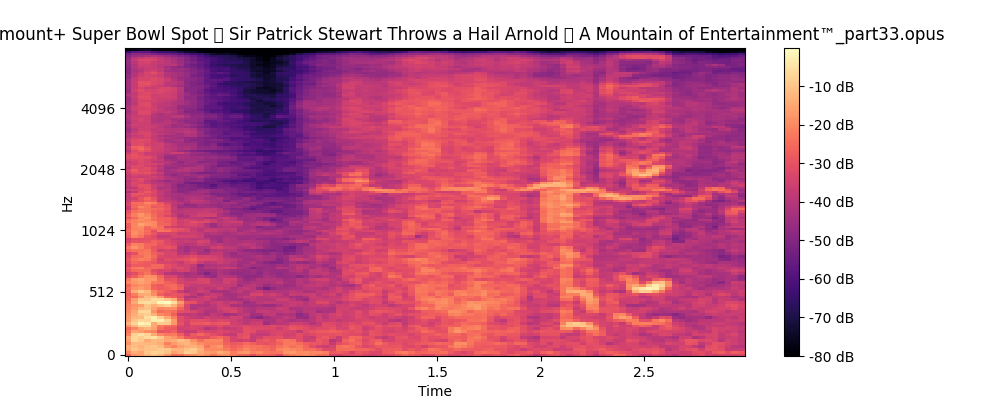 mount+ Super Bowl Spot ▯ Sir Patrick Stewart Throws a Hail Arnold ▯ A Mountain of Entertainment™_part33.opus
4096
2048
1024
512
0
Hz
0 0.5 1 1.5 2 2.5
Time
-10 dB
-20 dB
-30 dB
-40 dB
-50 dB
-60 dB
-70 dB
-80 dB